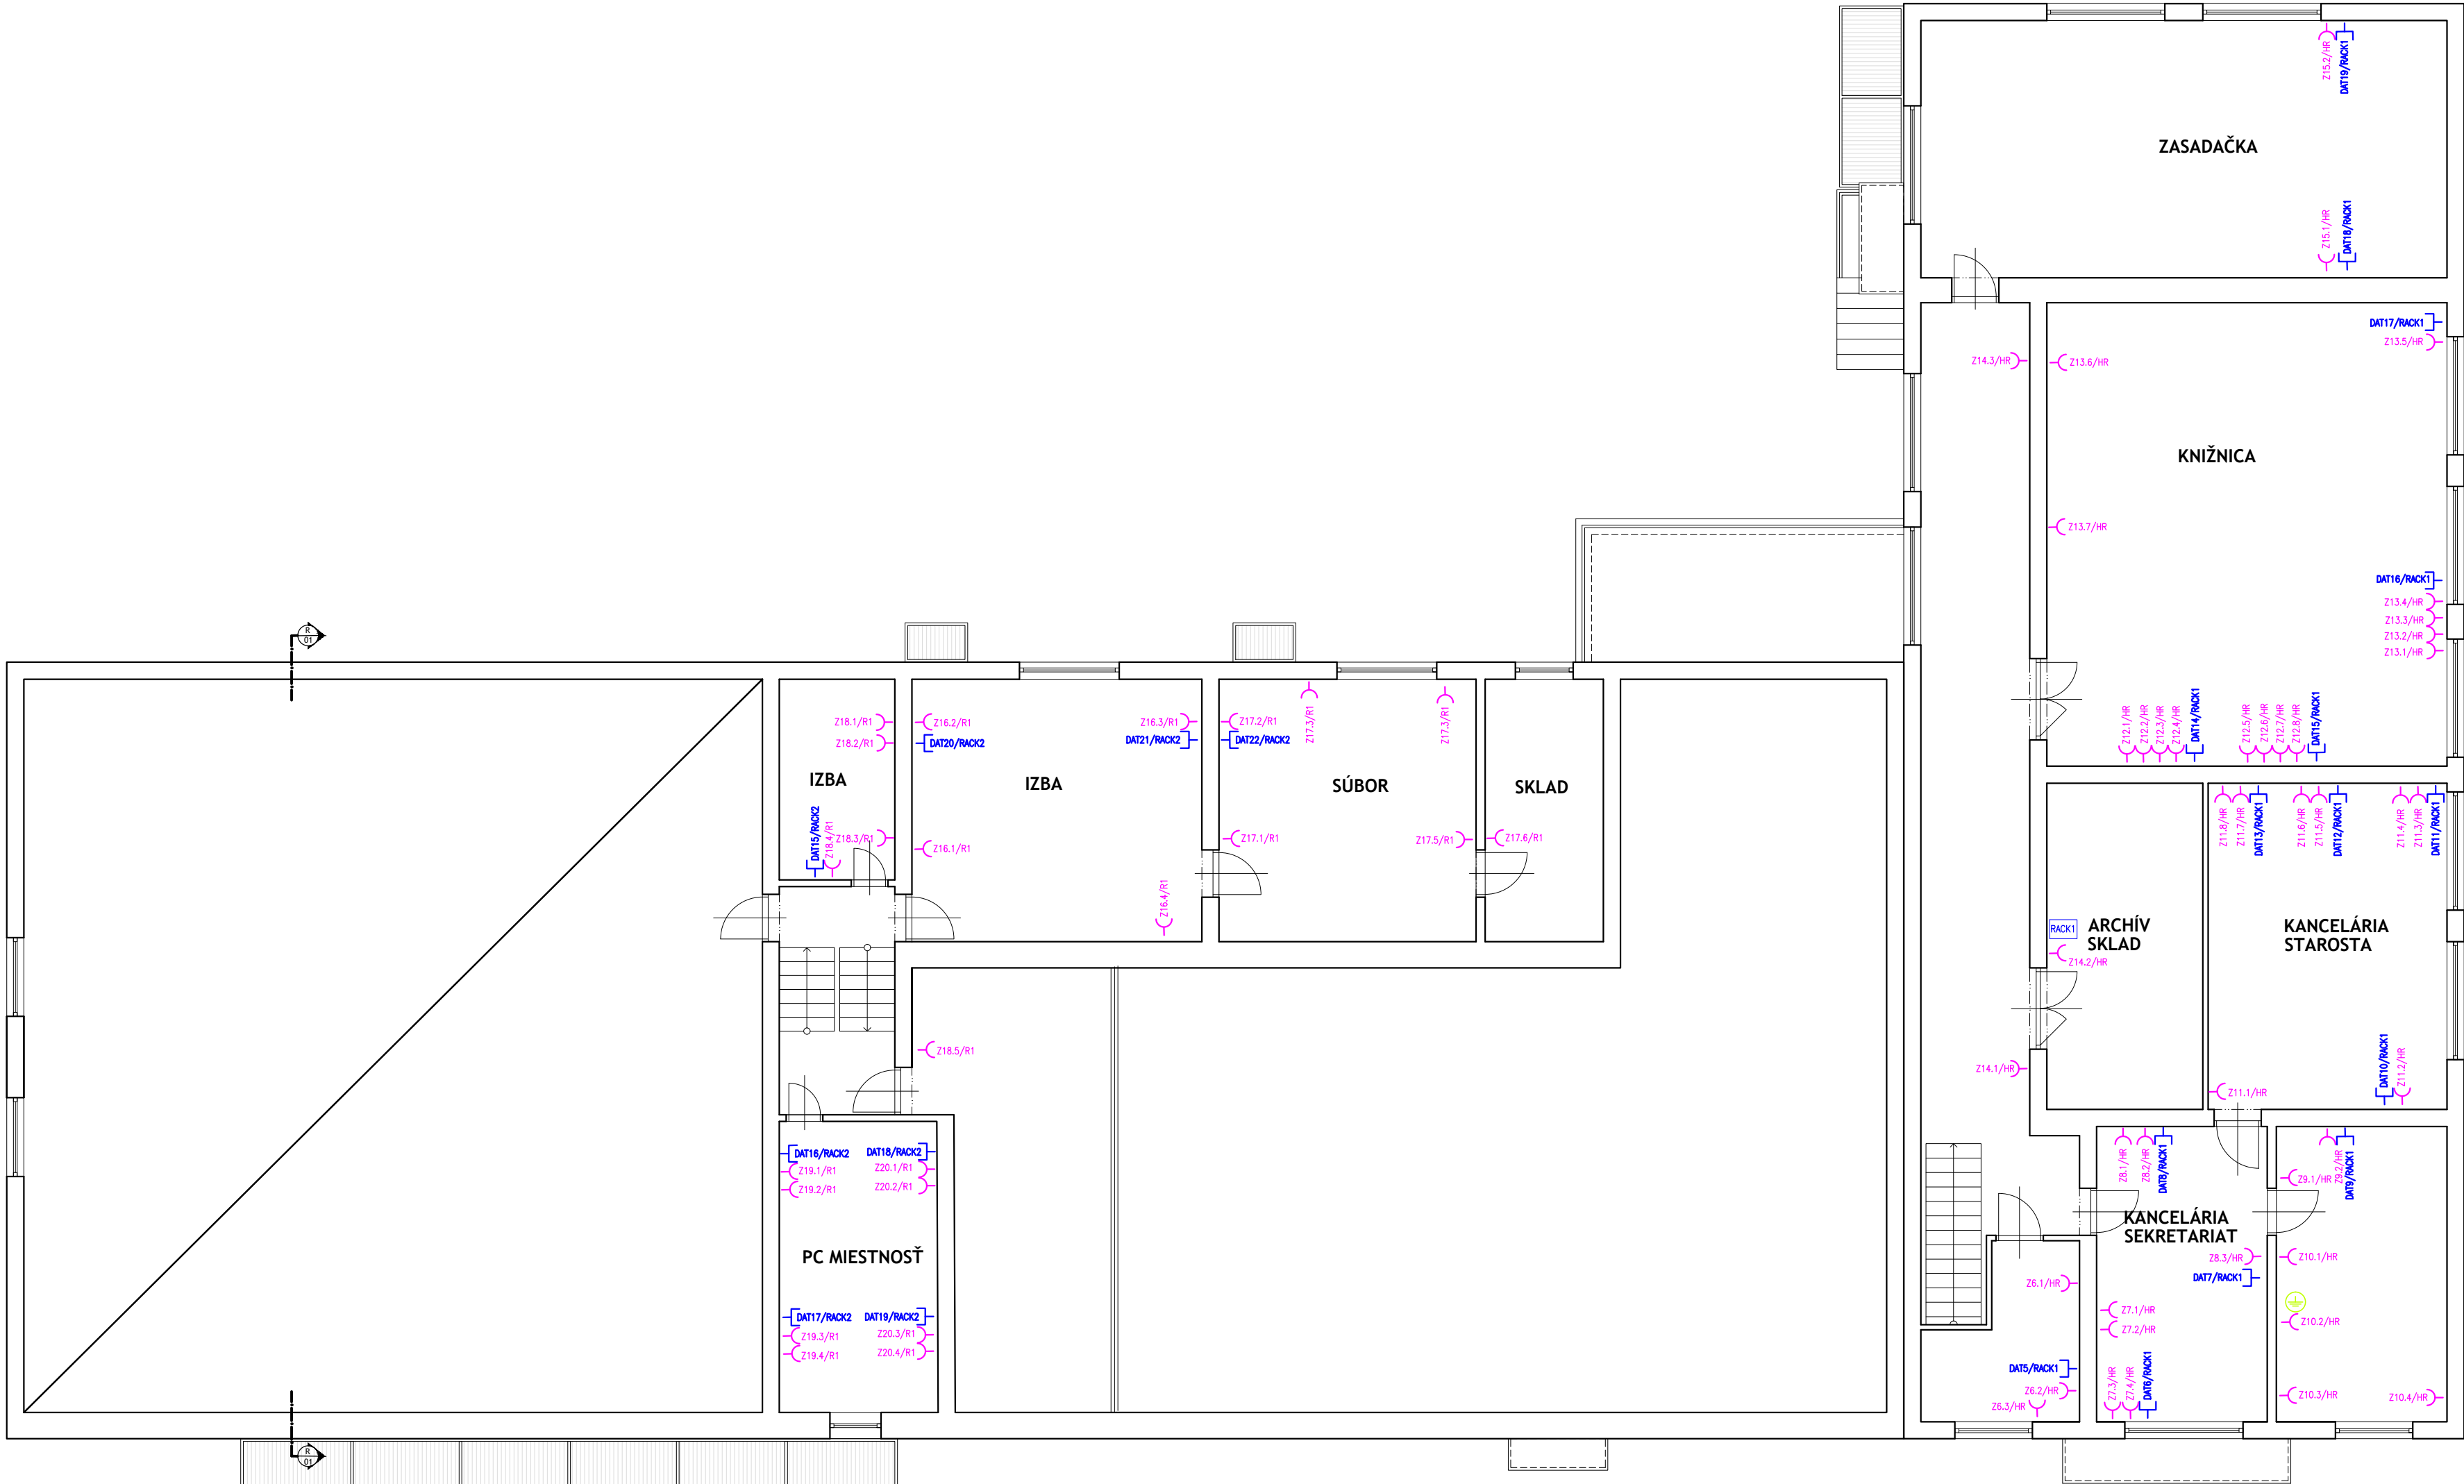 Z15.2/HR
DAT19/RACK1
ZASADAČKA
Z15.1/HR
DAT18/RACK1
DAT17/RACK1
Z13.5/HR
Z14.3/HR
Z13.6/HR
KNIŽNICA
Z13.7/HR
DAT16/RACK1
Z13.4/HR
Z13.3/HR
Z13.2/HR
Z13.1/HR
Z12.1/HR
Z12.2/HR
Z12.3/HR
Z12.4/HR
DAT14/RACK1
Z12.5/HR
Z12.6/HR
Z12.7/HR
Z12.8/HR
DAT15/RACK1
R
01
Z18.1/R1
Z18.2/R1
IZBA
DAT15/RACK2
Z18.4/R1
Z18.3/R1
Z16.2/R1
DAT20/RACK2
IZBA
Z16.1/R1
Z16.3/R1
DAT21/RACK2
Z16.4/R1
Z17.2/R1
DAT22/RACK2
Z17.3/R1
Z17.3/R1
SÚBOR
Z17.1/R1
Z17.5/R1
SKLAD
Z17.6/R1
Z11.8/HR
Z11.7/HR
DAT13/RACK1
Z11.6/HR
Z11.5/HR
DAT12/RACK1
Z11.4/HR
Z11.3/HR
DAT11/RACK1
RACK1
ARCHÍV
SKLAD
Z14.2/HR
KANCELÁRIA
STAROSTA
Z14.1/HR
Z11.1/HR
DAT10/RACK1
Z11.2/HR
Z18.5/R1
DAT16/RACK2
Z19.1/R1
Z19.2/R1
DAT18/RACK2
Z20.1/R1
Z20.2/R1
PC MIESTNOSŤ
DAT17/RACK2
Z19.3/R1
Z19.4/R1
DAT19/RACK2
Z20.3/R1
Z20.4/R1
Z8.1/HR
Z8.2/HR
DAT8/RACK1
Z9.1/HR
Z9.2/HR
DAT9/RACK1
KANCELÁRIA
SEKRETARIAT
Z8.3/HR
DAT7/RACK1
Z10.1/HR
Z6.1/HR
Z7.1/HR
Z7.2/HR
Z10.2/HR
DAT5/RACK1
Z6.2/HR
Z6.3/HR
Z7.3/HR
Z7.4/HR
DAT6/RACK1
Z10.3/HR
Z10.4/HR
R
01